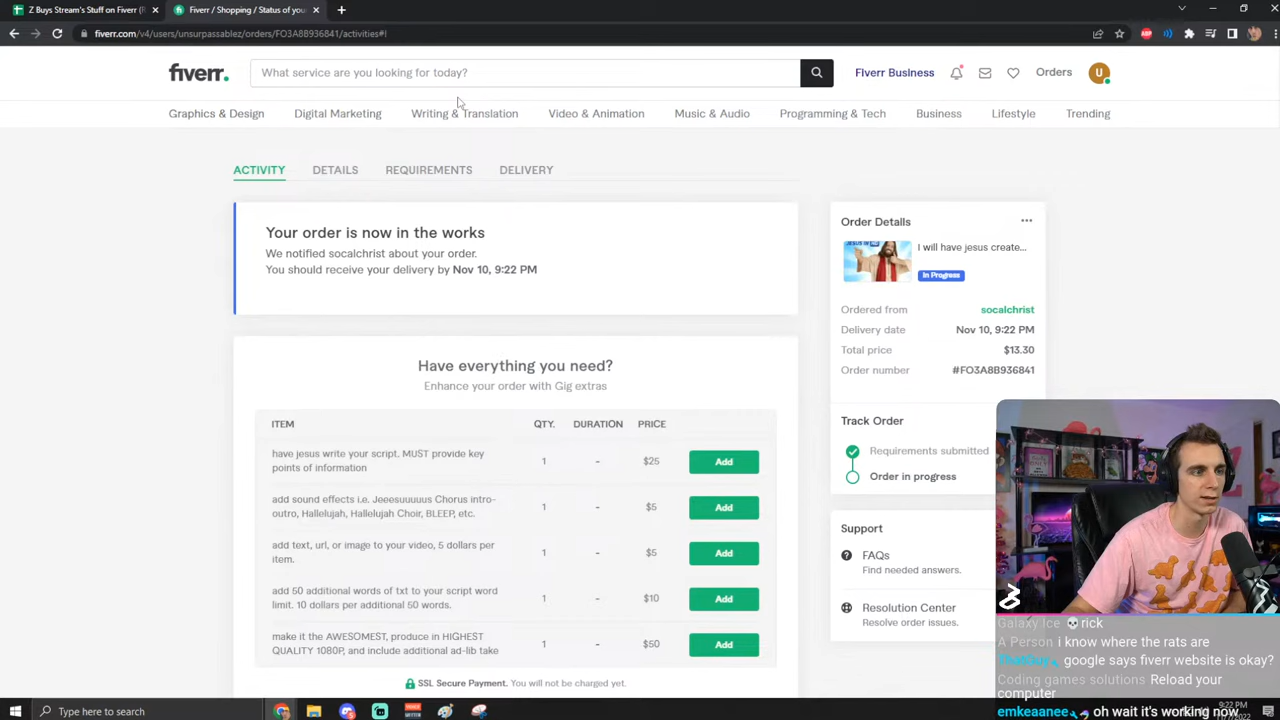 Z Buys Stream's Stuff on Fiverr (
Fiverr / Shopping / Status of you
fiverr.com/v4/users/unsurpassablez/orders/FO3A8B936841/activities#!
fiverr.
What service are you looking for today?
Fiverr Business
Orders
U
Graphics & Design
Digital Marketing
Writing & Translation
Video & Animation
Music & Audio
Programming & Tech
Business
Lifestyle
Trending
ACTIVITY
DETAILS
REQUIREMENTS
DELIVERY
Your order is now in the works
We notified socalchrist about your order.
You should receive your delivery by Nov 10, 9:22 PM
Have everything you need?
Enhance your order with Gig extras
ITEM QTY. DURATION PRICE
have jesus write your script. MUST provide key
points of information
1 - $25 Add
add sound effects i.e. Jeeesuuuuus Chorus intro-
outro, Hallelujah, Hallelujah Choir, BLEEP, etc.
1 - $5 Add
add text, url, or image to your video, 5 dollars per
item.
1 - $5 Add
add 50 additional words of txt to your script word
limit. 10 dollars per additional 50 words.
1 - $10 Add
make it the AWESOMEST, produce in HIGHEST
QUALITY 1080P, and include additional ad-lib take
1 - $50 Add
SSL Secure Payment. You will not be charged yet.
Order Details
I will have jesus create...
In Progress
Ordered from socalchrist
Delivery date Nov 10, 9:22 PM
Total price $13.30
Order number #FO3A8B936841
Track Order
Requirements submitted
Order in progress
Support
FAQs
Find needed answers.
Resolution Center
Resolve order issues.
Galaxy Ice 💀rick
A Person i know where the rats are
ThatGuy google says fiverr website is okay?
Coding games solutions Reload your
computer
emkeaanee oh wait it's working now
Type here to search
9:22 PM